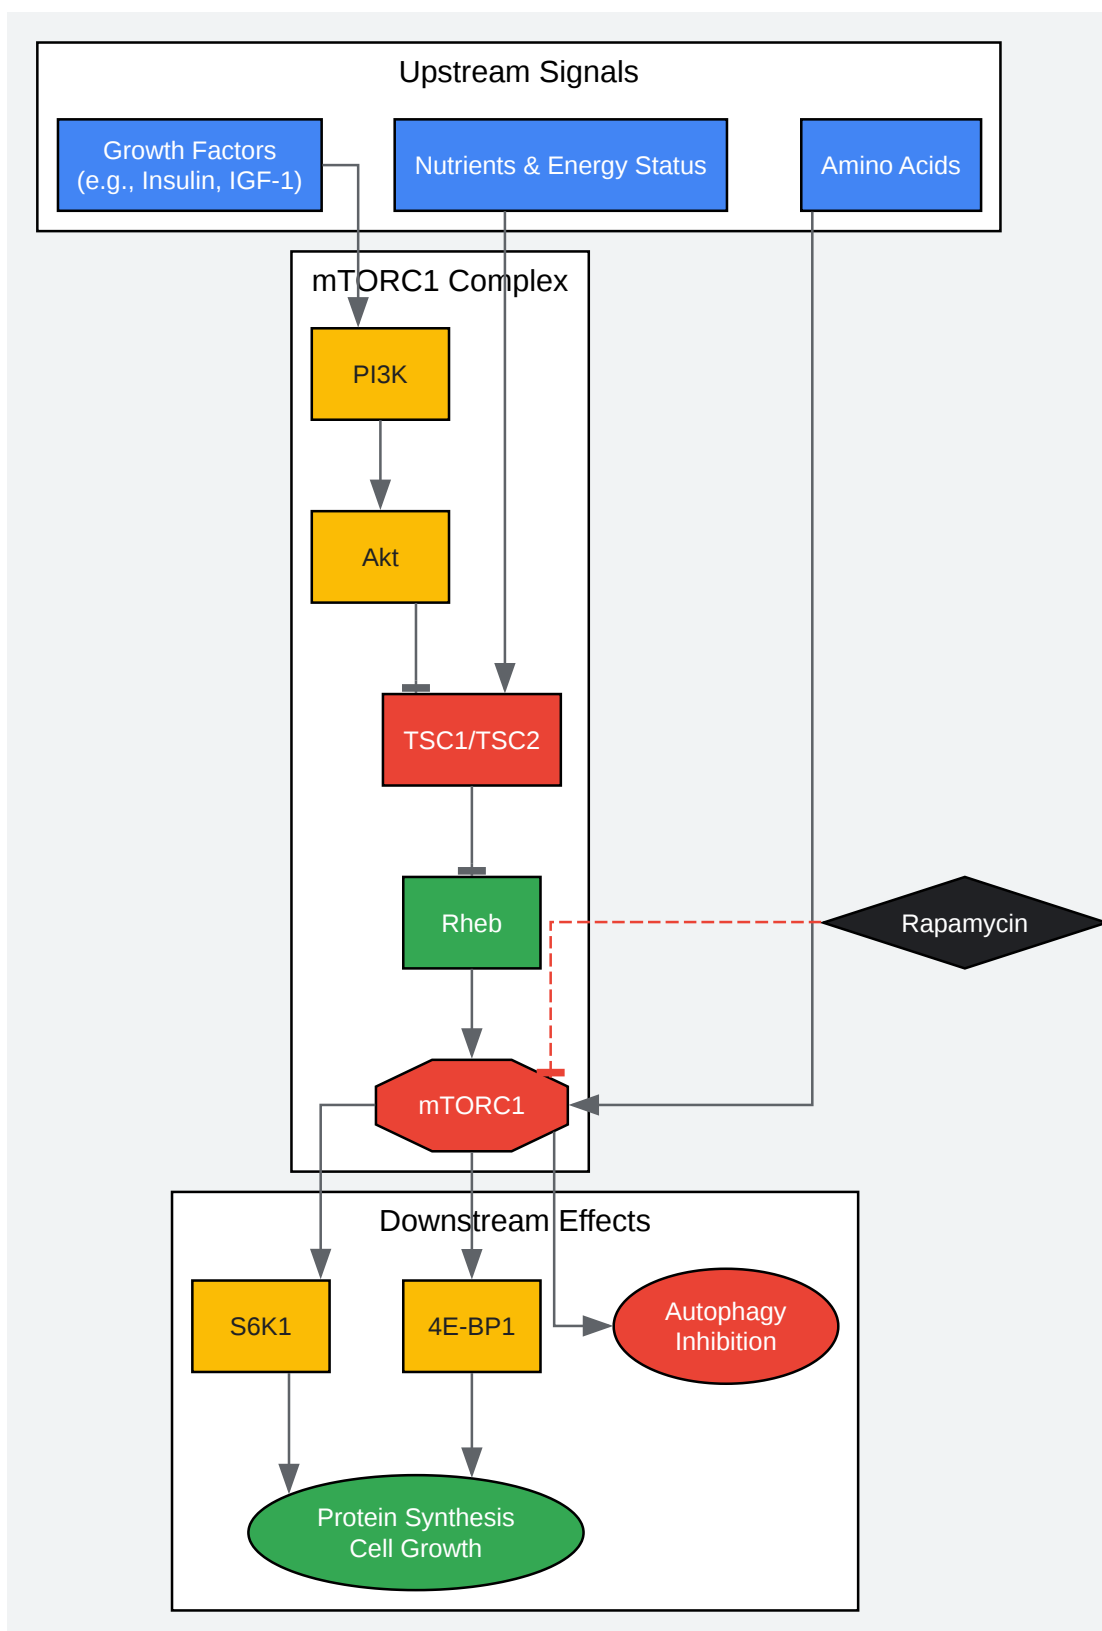 Upstream Signals
Growth Factors
(e.g., Insulin, IGF-1)
Nutrients & Energy Status
Amino Acids
mTORC1 Complex
PI3K
Akt
TSC1/TSC2
Rheb
Rapamycin
mTORC1
Downstream Effects
S6K1
4E-BP1
Autophagy
Inhibition
Protein Synthesis
Cell Growth